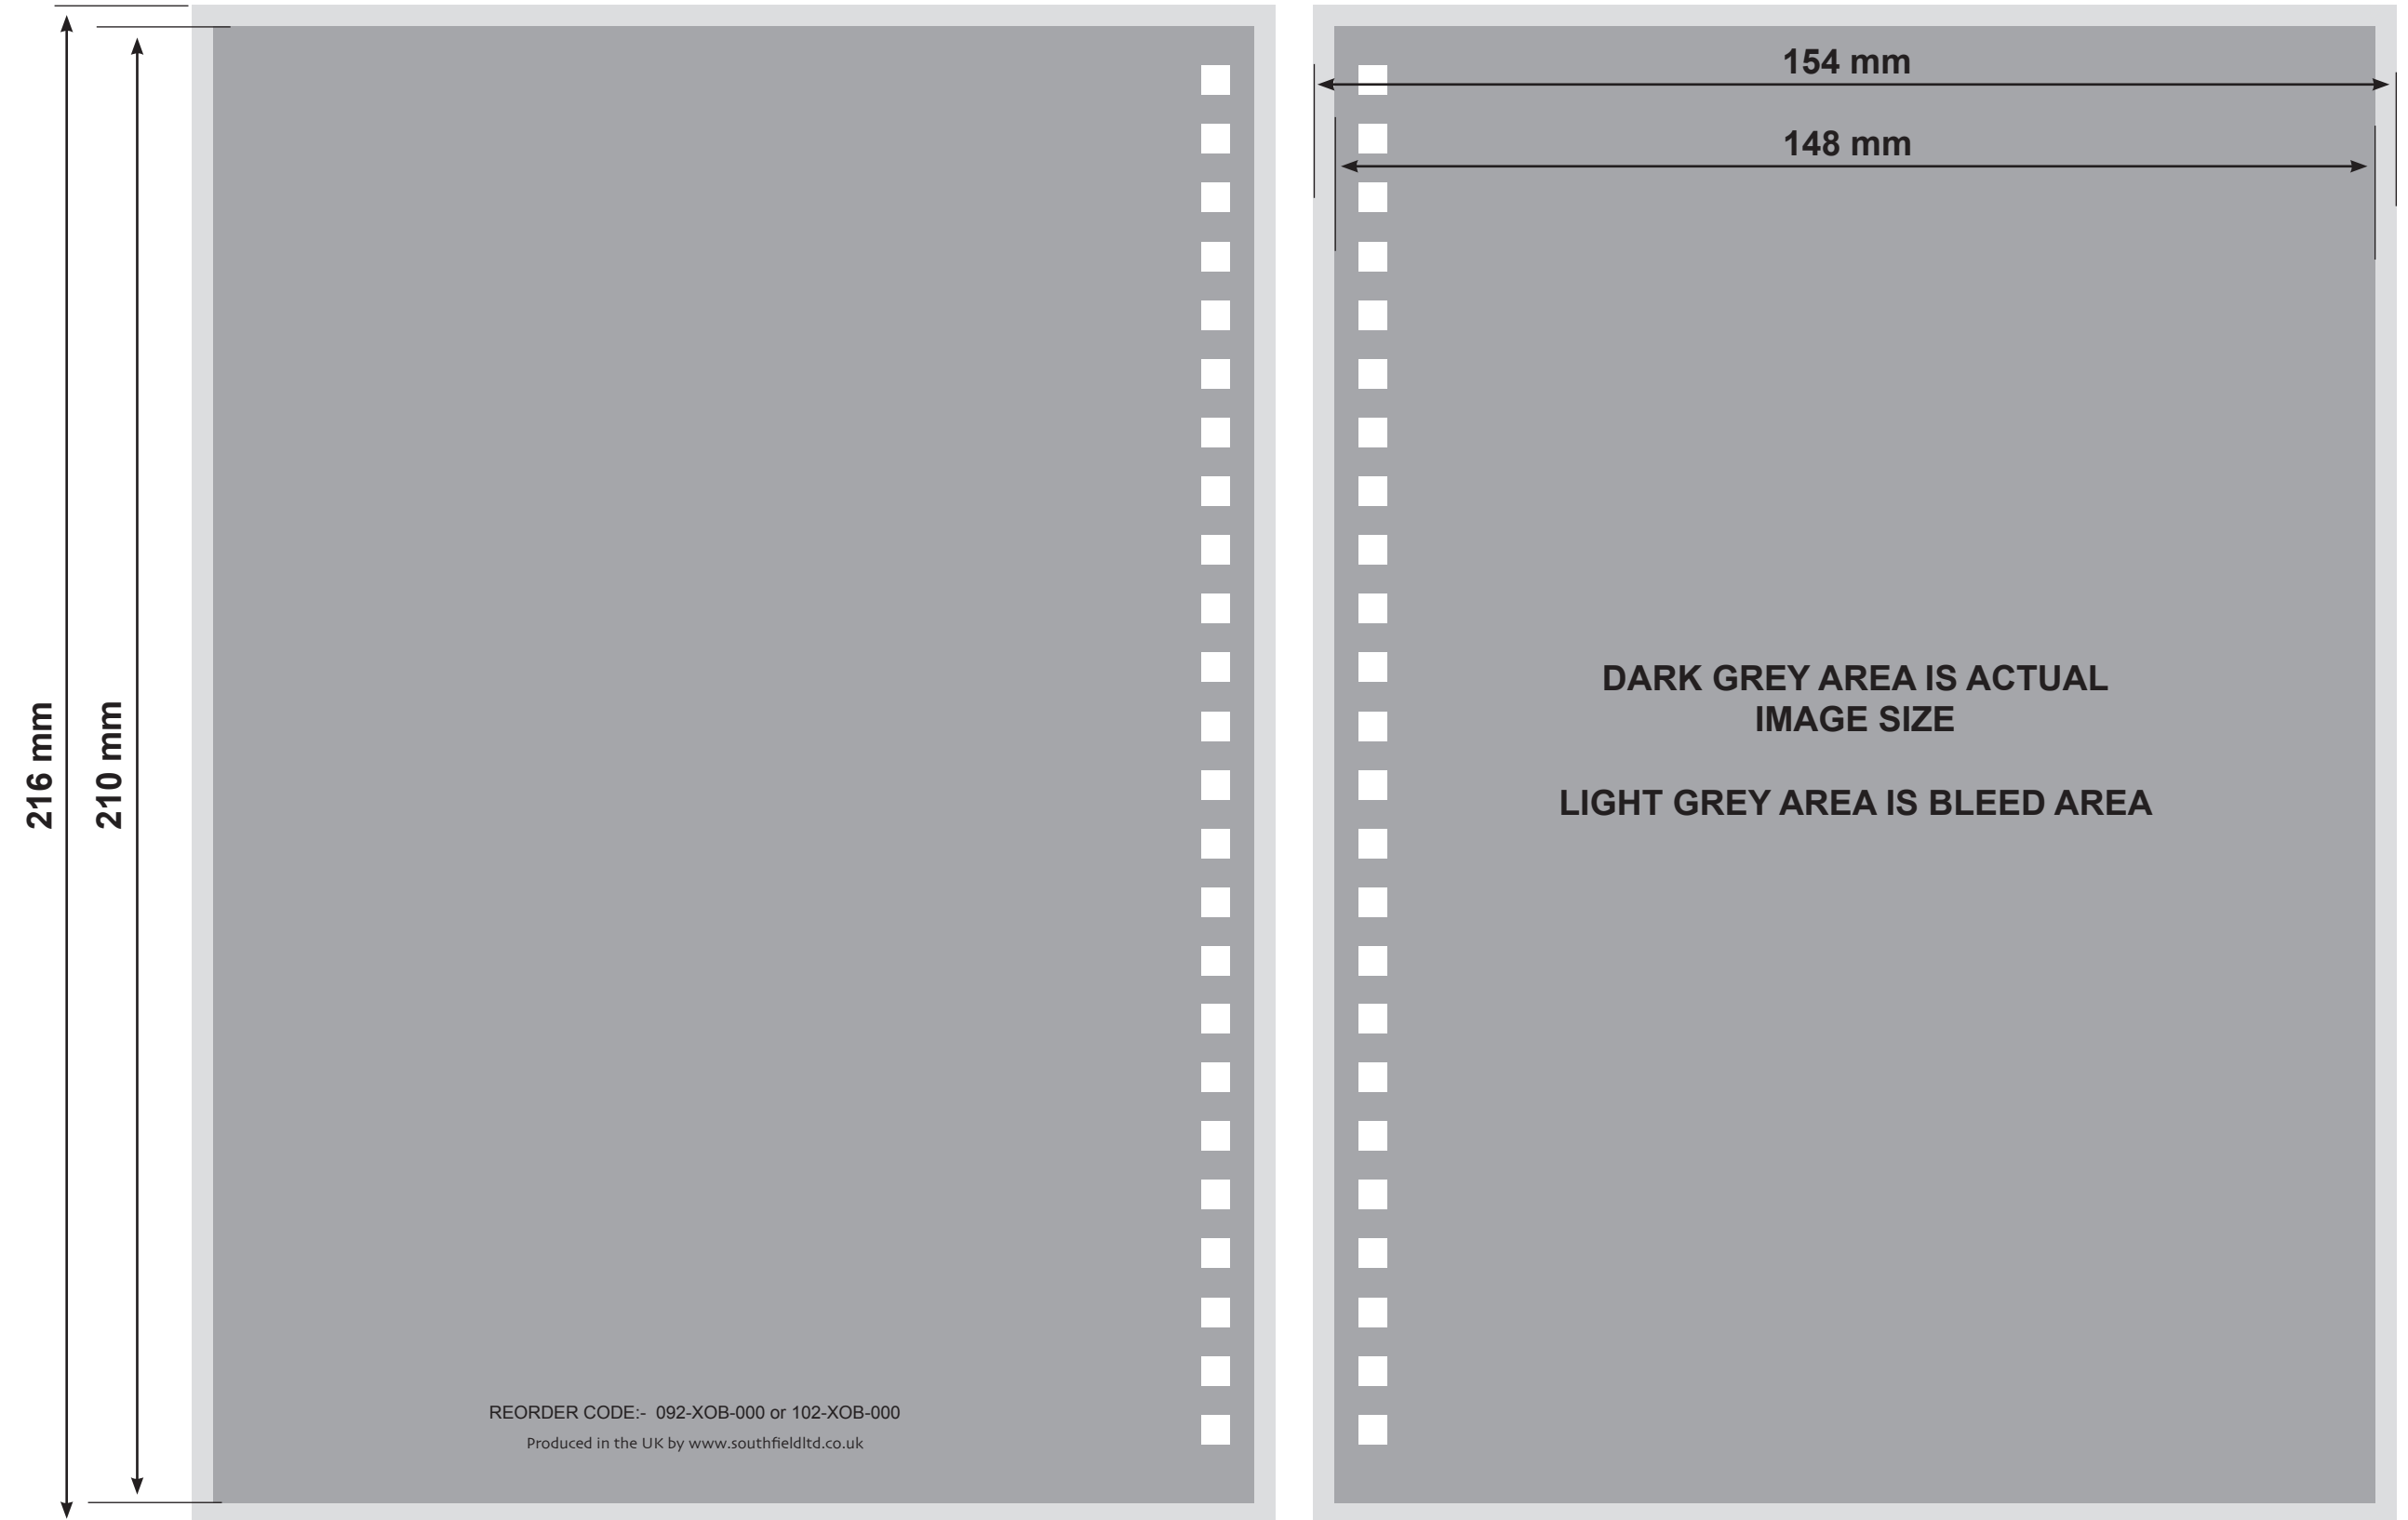 154 mm
148 mm
216 mm
210 mm
DARK GREY AREA IS ACTUAL
IMAGE SIZE
LIGHT GREY AREA IS BLEED AREA
REORDER CODE:- 092-XOB-000 or 102-XOB-000
Produced in the UK by www.southfieldltd.co.uk